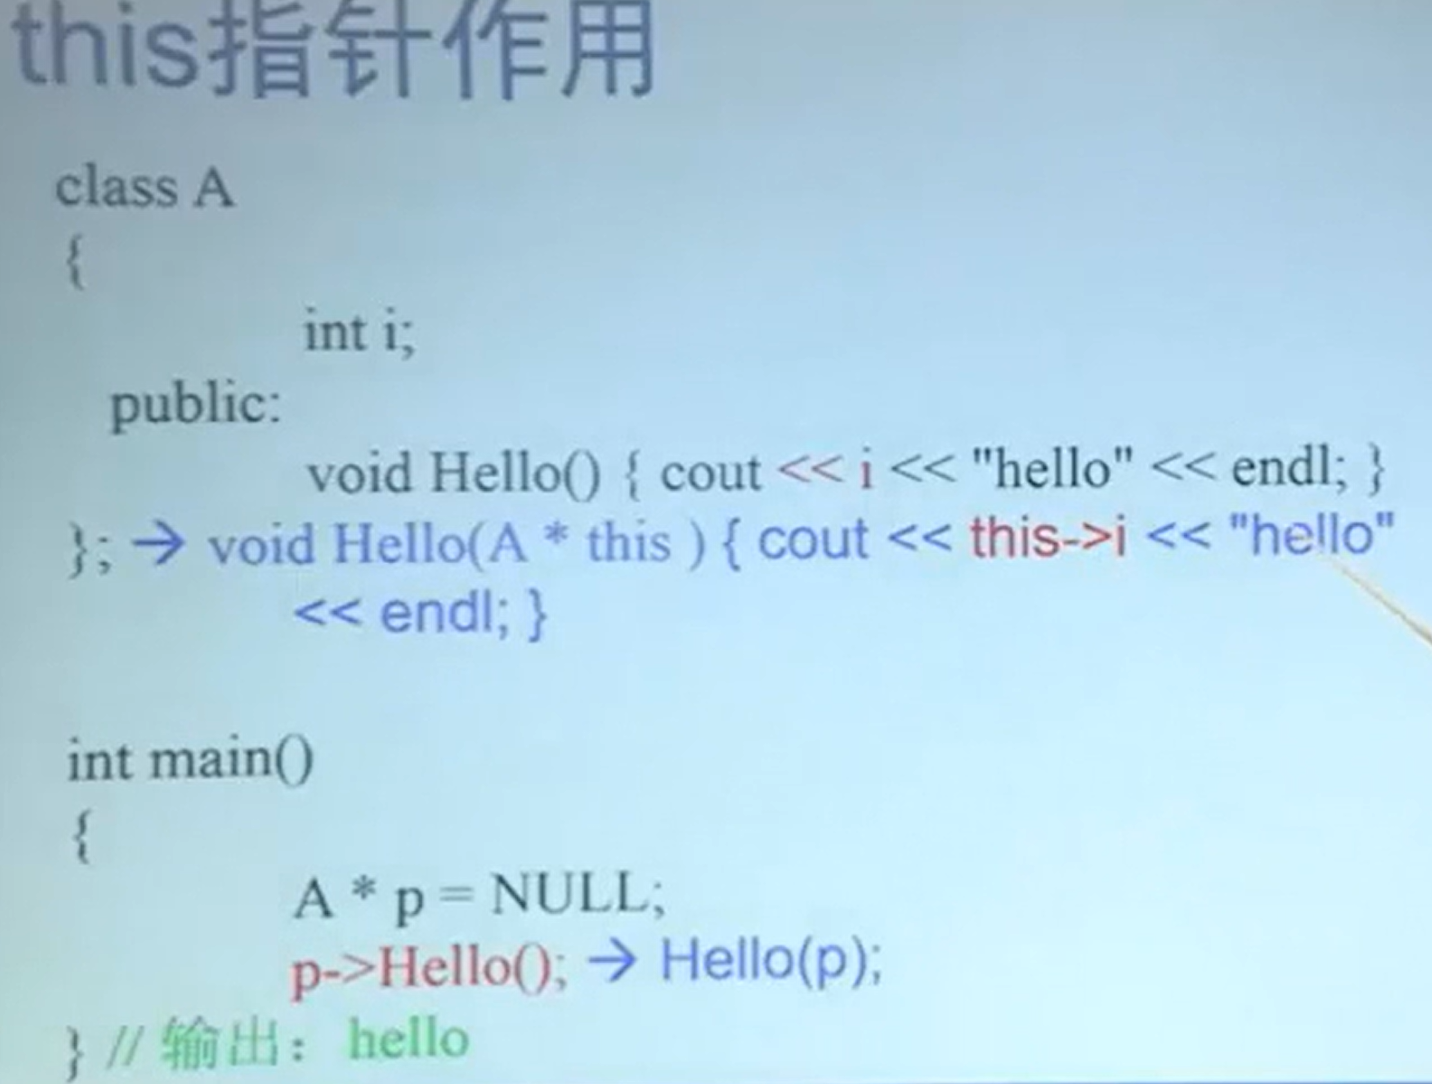 this指针作用
class A
{
int i;
public:
void Hello() { cout << i << "hello" << endl; }
}; → void Hello(A * this ) { cout << this->i << "hello"
<< endl; }
int main()
{
A * p = NULL;
p->Hello(); → Hello(p);
} // 输出： hello